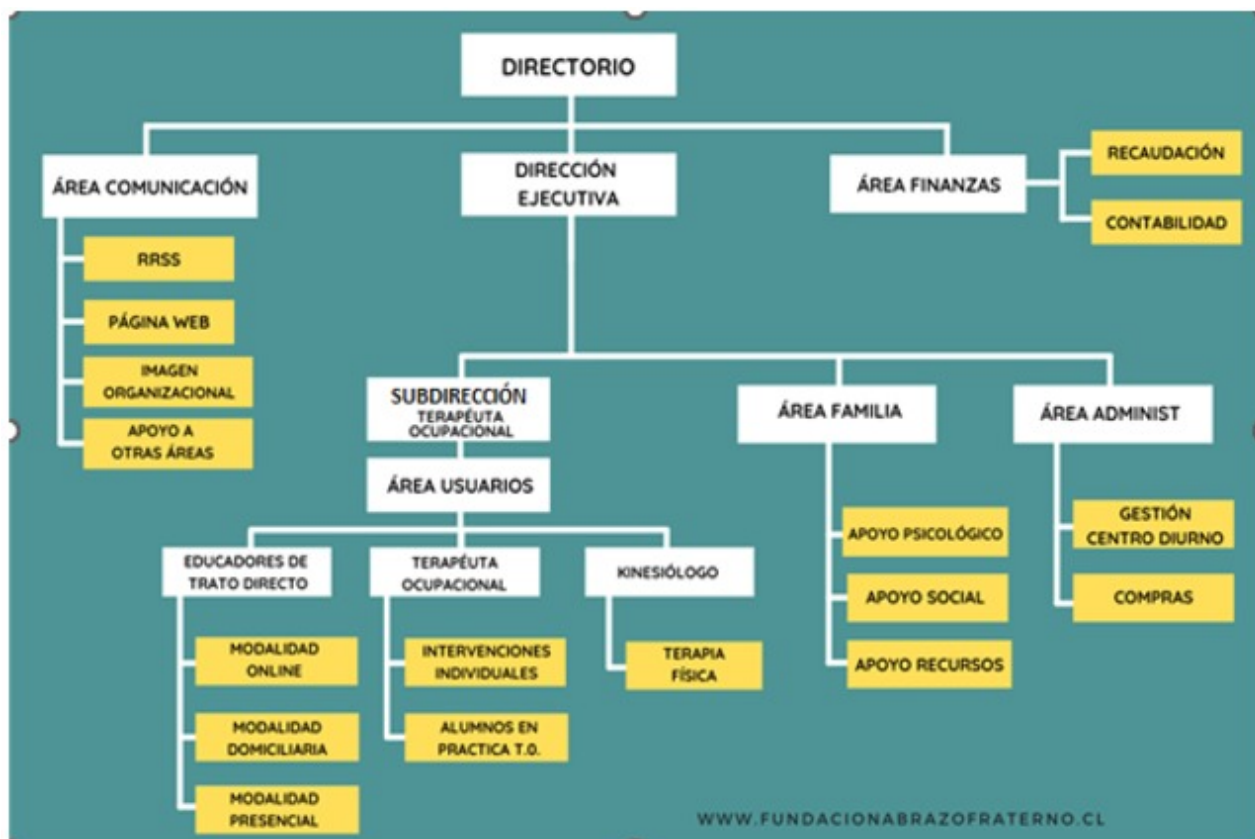 DIRECTORIO
ÁREA COMUNICACIÓN
DIRECCIÓN
EJECUTIVA
ÁREA FINANZAS
RECAUDACIÓN
CONTABILIDAD
RRSS
PÁGINA WEB
IMAGEN
ORGANIZACIONAL
APOYO A
OTRAS ÁREAS
SUBDIRECCIÓN
TERAPÉUTA
OCUPACIONAL
ÁREA USUARIOS
EDUCADORES DE
TRATO DIRECTO
MODALIDAD
ONLINE
MODALIDAD
DOMICILIARIA
MODALIDAD
PRESENCIAL
TERAPÉUTA
OCUPACIONAL
INTERVENCIONES
INDIVIDUALES
ALUMNOS EN
PRACTICA T.O.
KINESIÓLOGO
TERAPIA
FÍSICA
ÁREA FAMILIA
APOYO PSICOLÓGICO
APOYO SOCIAL
APOYO RECURSOS
ÁREA ADMINIST
GESTIÓN
CENTRO DIURNO
COMPRAS
WWW.FUNDACIONABRAZOFRATERNO.CL